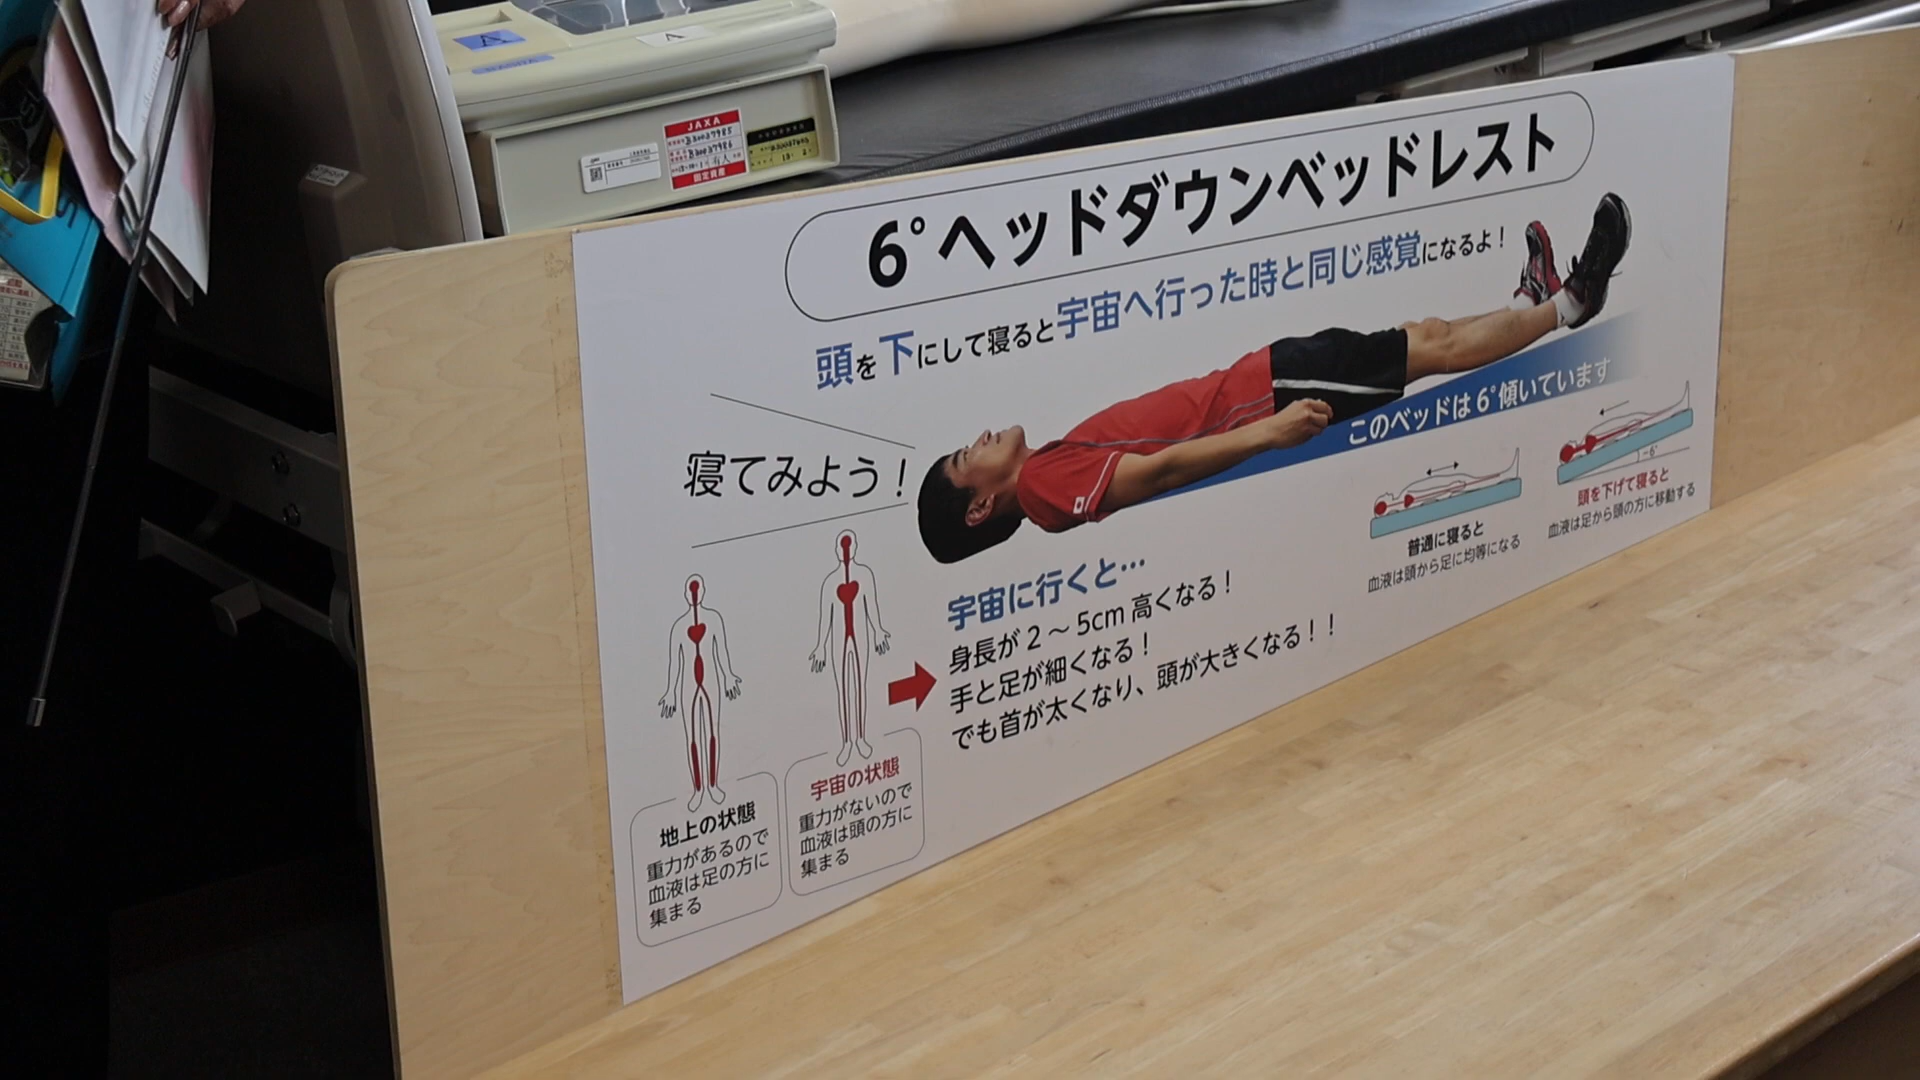 JAXA
固定資産
6°ヘッドダウンベッドレスト
頭を下にして寝ると宇宙へ行った時と同じ感覚になるよ！
このベッドは6°傾いています
寝てみよう！
宇宙に行くと…
身長が2～5cm高くなる！
手と足が細くなる！
でも首が太くなり、頭が大きくなる！！
地上の状態
重力があるので
血液は足の方に
集まる
宇宙の状態
重力がないので
血液は頭の方に
集まる
普通に寝ると
血液は頭から足に均等になる
-6°
頭を下げて寝ると
血液は足から頭の方に移動する